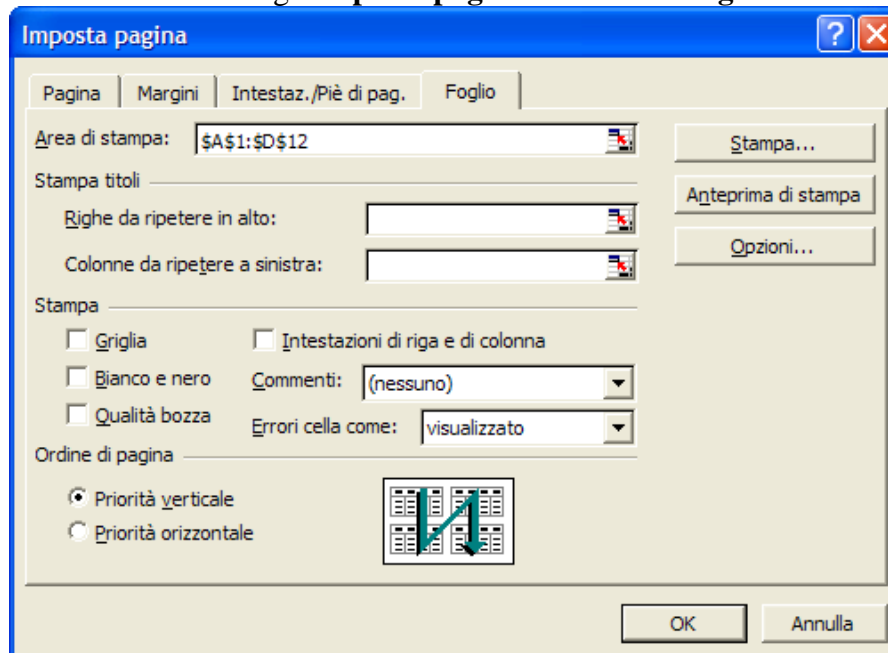 Imposta pagina
Pagina Margini Intestaz./Piè di pag. Foglio
Area di stampa: $A$1:$D$12
Stampa...
Stampa titoli
Anteprima di stampa
Righe da ripetere in alto:
Opzioni...
Colonne da ripetere a sinistra:
Stampa
Griglia Intestazioni di riga e di colonna
Bianco e nero Commenti: (nessuno)
Qualità bozza Errori cella come: visualizzato
Ordine di pagina
Priorità verticale
Priorità orizzontale
OK Annulla